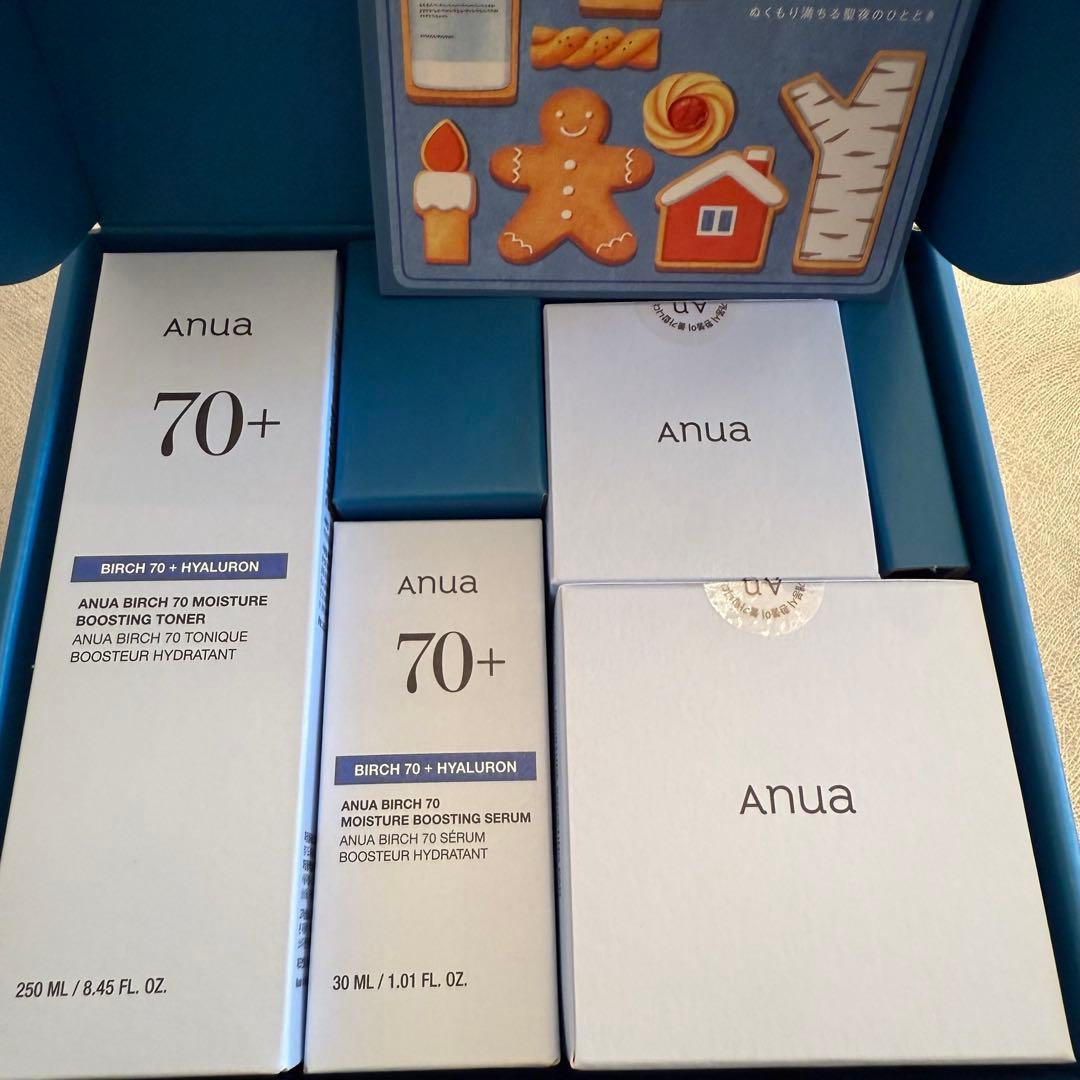 ぬくもり満ちる聖夜のひととき
Anua
70+
BIRCH 70 + HYALURON
ANUA BIRCH 70 MOISTURE
BOOSTING TONER
ANUA BIRCH 70 TONIQUE
BOOSTEUR HYDRATANT
250 ML / 8.45 FL. OZ.
Anua
70+
BIRCH 70 + HYALURON
ANUA BIRCH 70
MOISTURE BOOSTING SERUM
ANUA BIRCH 70 SÉRUM
BOOSTEUR HYDRATANT
30 ML / 1.01 FL. OZ.
An
Anua
An
Anua